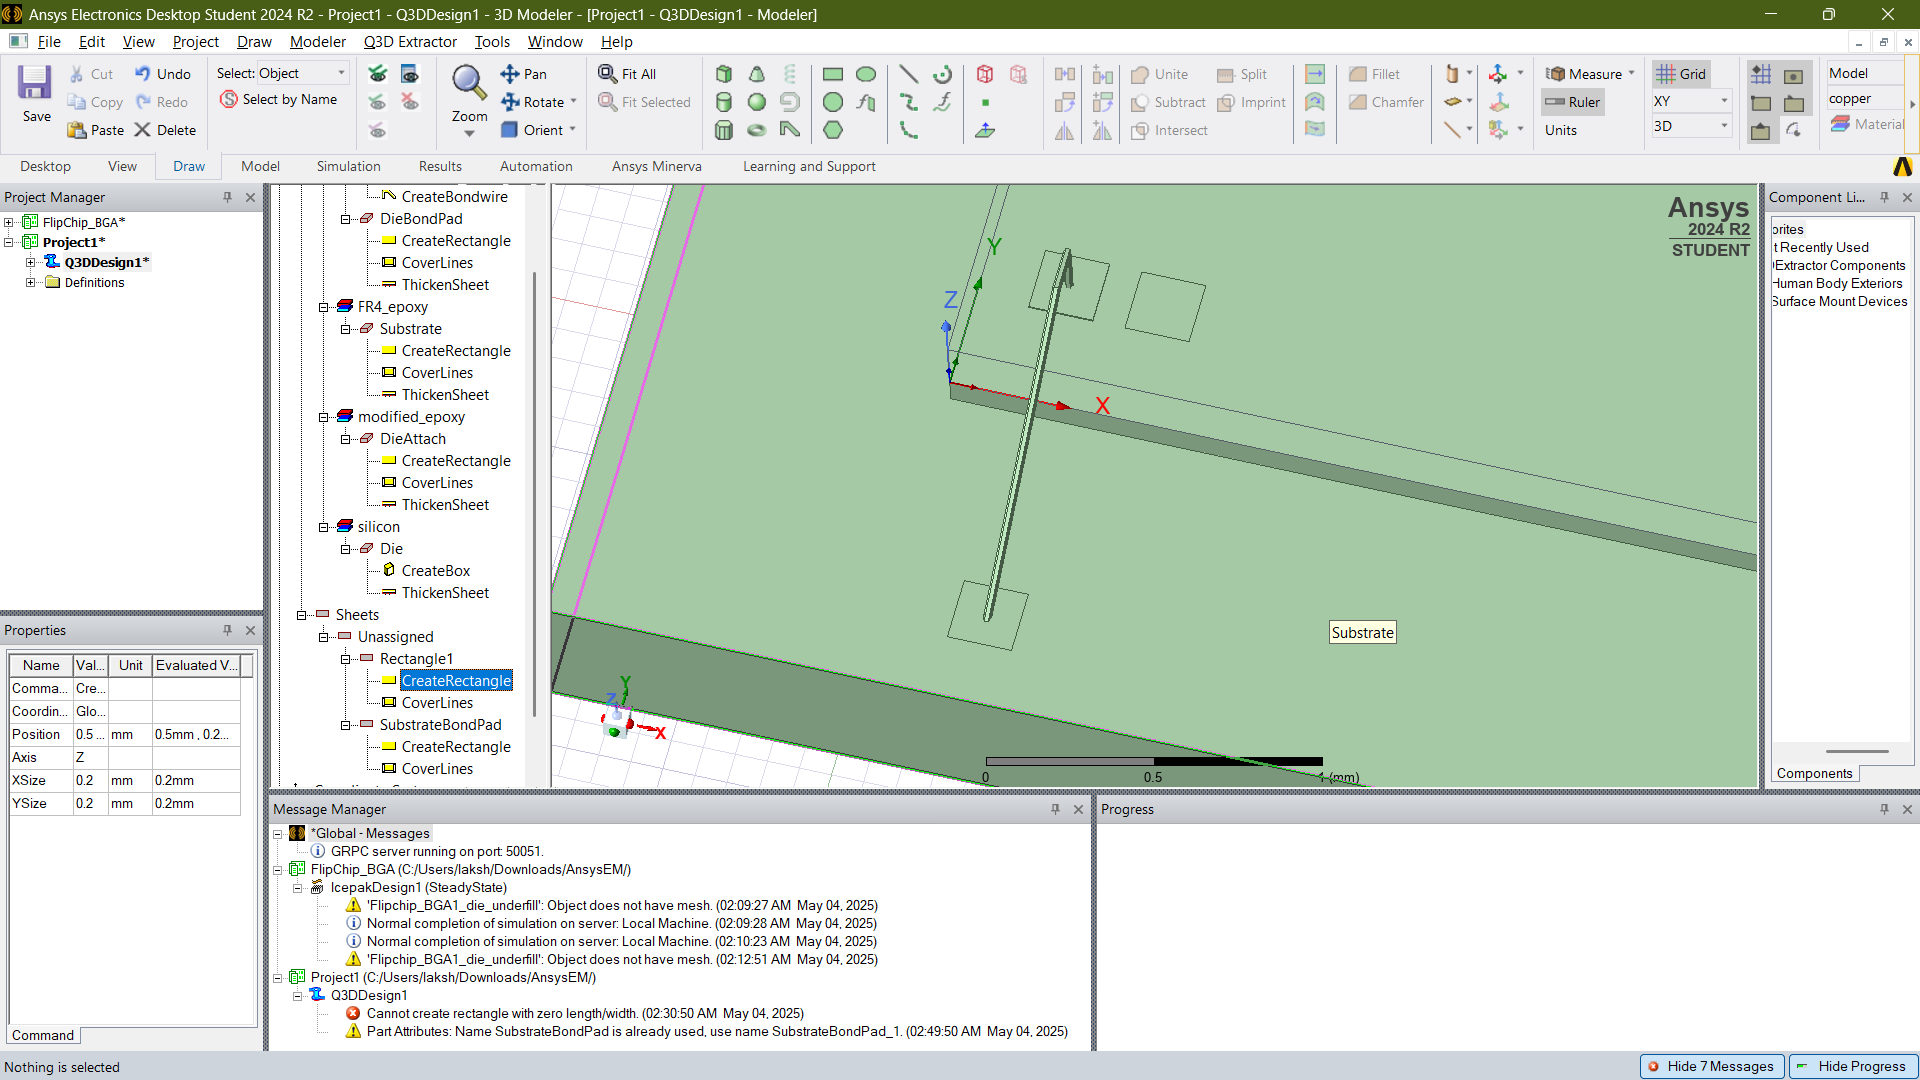 Ansys Electronics Desktop Student 2024 R2 - Project1 - Q3DDesign1 - 3D Modeler - [Project1 - Q3DDesign1 - Modeler]
File Edit View Project Draw Modeler Q3D Extractor Tools Window Help
Save
Cut
Copy
Paste
Undo
Redo
Delete
Select: Object
Select by Name
Zoom
Pan
Rotate
Orient
Fit All
Fit Selected
Unite
Subtract
Intersect
Split
Imprint
Fillet
Chamfer
Measure
Ruler
Units
Grid
XY
3D
Model
copper
Material
Desktop View Draw Model Simulation Results Automation Ansys Minerva Learning and Support
Project Manager
FlipChip_BGA*
Project1*
Q3DDesign1*
Definitions
Properties
Name Val... Unit Evaluated V...
Comma... Cre...
Coordin... Glo...
Position 0.5 ... mm 0.5mm , 0.2...
Axis Z
XSize 0.2 mm 0.2mm
YSize 0.2 mm 0.2mm
Command
CreateBondwire
DieBondPad
CreateRectangle
CoverLines
ThickenSheet
FR4_epoxy
Substrate
CreateRectangle
CoverLines
ThickenSheet
modified_epoxy
DieAttach
CreateRectangle
CoverLines
ThickenSheet
silicon
Die
CreateBox
ThickenSheet
Sheets
Unassigned
Rectangle1
CreateRectangle
CoverLines
SubstrateBondPad
CreateRectangle
CoverLines
Ansys
2024 R2
STUDENT
Y
Z
X
Substrate
Y
Z
X
0 0.5 1 (mm)
Component Li...
orites
t Recently Used
Extractor Components
Human Body Exteriors
Surface Mount Devices
Components
Message Manager
*Global - Messages
GRPC server running on port: 50051.
FlipChip_BGA (C:/Users/laksh/Downloads/AnsysEM/)
IcepakDesign1 (SteadyState)
'Flipchip_BGA1_die_underfill': Object does not have mesh. (02:09:27 AM May 04, 2025)
Normal completion of simulation on server: Local Machine. (02:09:28 AM May 04, 2025)
Normal completion of simulation on server: Local Machine. (02:10:23 AM May 04, 2025)
'Flipchip_BGA1_die_underfill': Object does not have mesh. (02:12:51 AM May 04, 2025)
Project1 (C:/Users/laksh/Downloads/AnsysEM/)
Q3DDesign1
Cannot create rectangle with zero length/width. (02:30:50 AM May 04, 2025)
Part Attributes: Name SubstrateBondPad is already used, use name SubstrateBondPad_1. (02:49:50 AM May 04, 2025)
Progress
Nothing is selected
Hide 7 Messages
Hide Progress